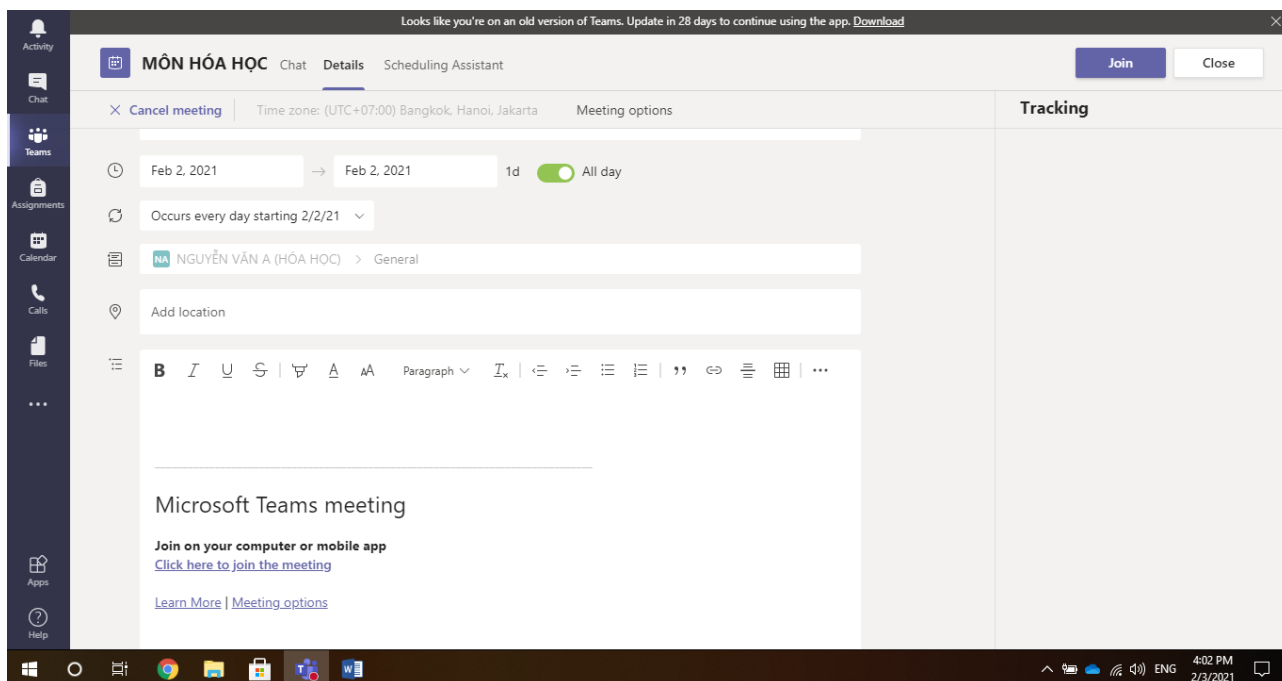 Looks like you're on an old version of Teams. Update in 28 days to continue using the app. Download
Activity
Chat
Teams
Assignments
Calendar
Calls
Files
Apps
Help
MÔN HÓA HỌC Chat Details Scheduling Assistant
Join Close
Cancel meeting Time zone: (UTC+07:00) Bangkok, Hanoi, Jakarta Meeting options
Tracking
Feb 2, 2021 → Feb 2, 2021 1d All day
Occurs every day starting 2/2/21
NA NGUYỄN VĂN A (HÓA HỌC) > General
Add location
B I U S A AA Paragraph Tx
Microsoft Teams meeting
Join on your computer or mobile app
Click here to join the meeting
Learn More | Meeting options
ENG 4:02 PM
2/3/2021